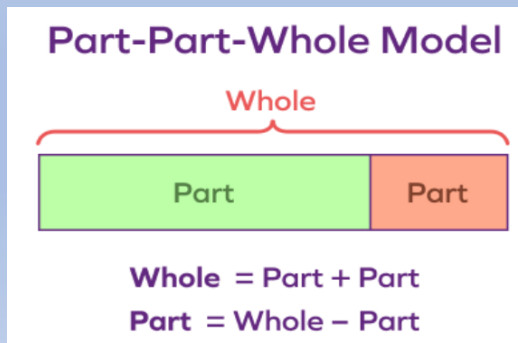 Part-Part-Whole Model
Whole
Part Part
Whole = Part + Part
Part = Whole – Part